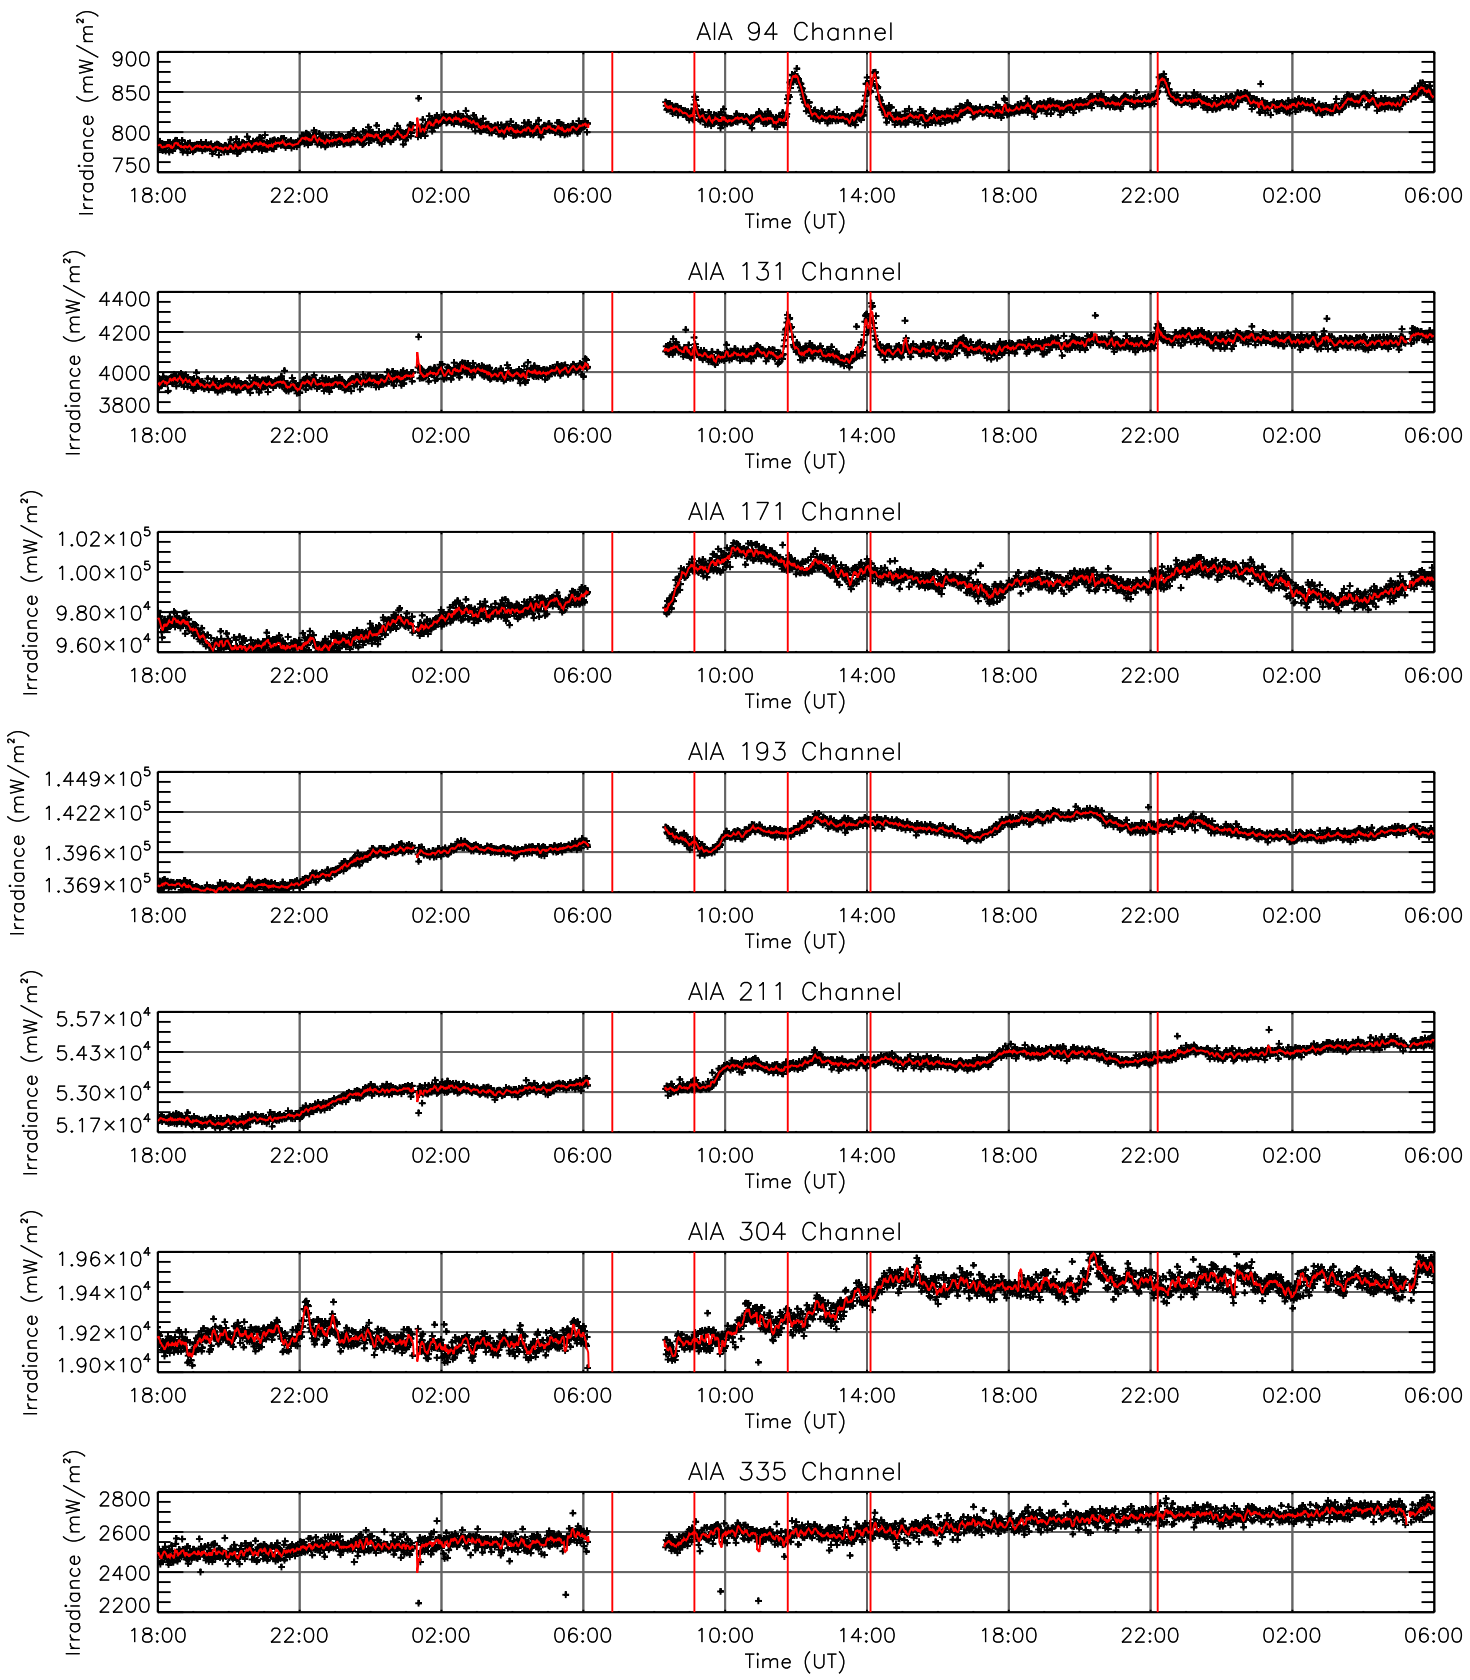 AIA 94 Channel
Irradiance (mW/m²)
900
850
800
750
18:00 22:00 02:00 06:00 10:00 14:00 18:00 22:00 02:00 06:00
Time (UT)
AIA 131 Channel
Irradiance (mW/m²)
4400
4200
4000
3800
18:00 22:00 02:00 06:00 10:00 14:00 18:00 22:00 02:00 06:00
Time (UT)
AIA 171 Channel
Irradiance (mW/m²)
1.02×10⁵
1.00×10⁵
9.80×10⁴
9.60×10⁴
18:00 22:00 02:00 06:00 10:00 14:00 18:00 22:00 02:00 06:00
Time (UT)
AIA 193 Channel
Irradiance (mW/m²)
1.449×10⁵
1.422×10⁵
1.396×10⁵
1.369×10⁵
18:00 22:00 02:00 06:00 10:00 14:00 18:00 22:00 02:00 06:00
Time (UT)
AIA 211 Channel
Irradiance (mW/m²)
5.57×10⁴
5.43×10⁴
5.30×10⁴
5.17×10⁴
18:00 22:00 02:00 06:00 10:00 14:00 18:00 22:00 02:00 06:00
Time (UT)
AIA 304 Channel
Irradiance (mW/m²)
1.96×10⁴
1.94×10⁴
1.92×10⁴
1.90×10⁴
18:00 22:00 02:00 06:00 10:00 14:00 18:00 22:00 02:00 06:00
Time (UT)
AIA 335 Channel
Irradiance (mW/m²)
2800
2600
2400
2200
18:00 22:00 02:00 06:00 10:00 14:00 18:00 22:00 02:00 06:00
Time (UT)